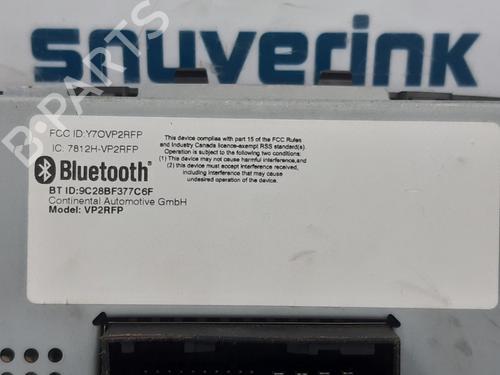 sauverink
B-PARTS
FCC ID:Y7OVP2RFP
IC: 7812H-VP2RFP
Bluetooth®
BT ID:9C28BF377C6F
Continental Automotive GmbH
Model: VP2RFP
This device complies with part 15 of the FCC Rules
and Industry Canada licence-exempt RSS standard(s).
Operation is subject to the following two conditions:
(1) This device may not cause harmful interference, and
(2) this device must accept interference received,
including interference that may cause
undesired operation of the device.